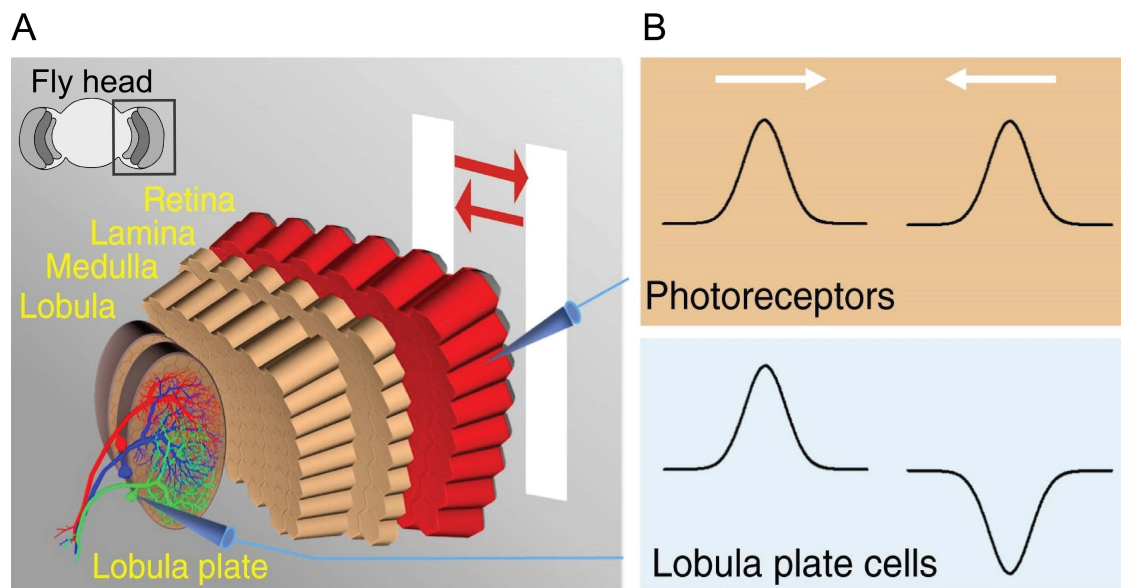 A
Fly head
Retina
Lamina
Medulla
Lobula
Lobula plate
B
Photoreceptors
Lobula plate cells